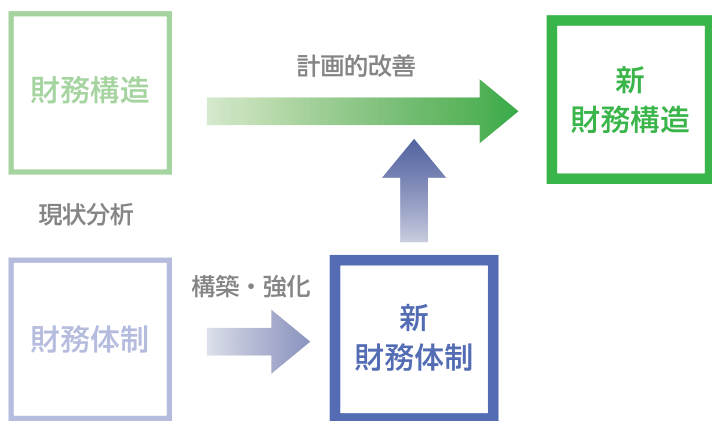 財務構造
計画的改善
新
財務構造
現状分析
財務体制
構築・強化
新
財務体制